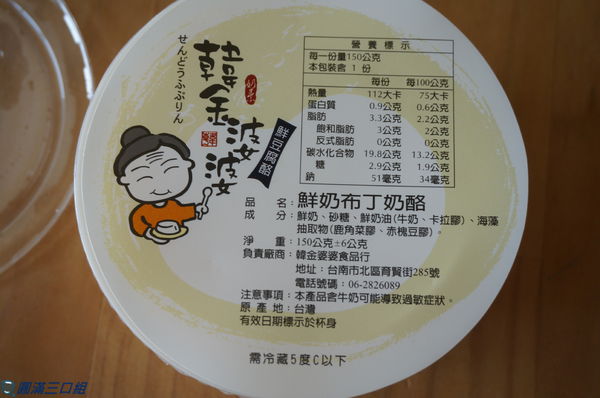 せんどうふぷりん
韓金婆婆
鮮豆腐酪
營養標示
每一份量150公克
本包裝含 1 份
每份 每100公克
熱量 112大卡 75大卡
蛋白質 0.9公克 0.6公克
脂肪 3.3公克 2.2公克
飽和脂肪 3公克 2公克
反式脂肪 0公克 0公克
碳水化合物 19.8公克 13.2公克
糖 2.9公克 1.9公克
鈉 51毫克 34毫克
品名：鮮奶布丁奶酪
成分：鮮奶、砂糖、鮮奶油(牛奶、卡拉膠)、海藻
抽取物(鹿角菜膠、赤槐豆膠)。
淨重：150公克±6公克
負責廠商：韓金婆婆食品行
地址：台南市北區育賢街285號
電話號碼：06-2826089
注意事項：本產品含牛奶可能導致過敏症狀。
原產地：台灣
有效日期標示於杯身
需冷藏5度C以下
圓滿三口組